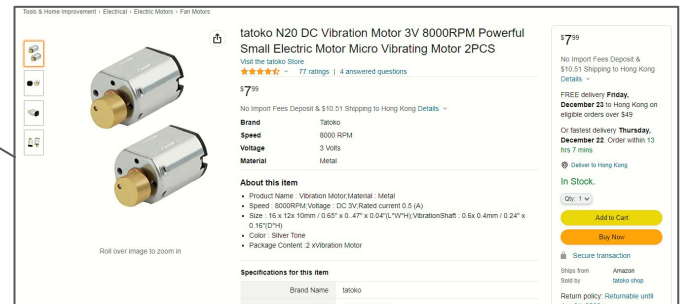 Tools & Home Improvement › Electrical › Electric Motors › Fan Motors
tatoko N20 DC Vibration Motor 3V 8000RPM Powerful
Small Electric Motor Micro Vibrating Motor 2PCS
Visit the tatoko Store
77 ratings | 4 answered questions
$7.99
No Import Fees Deposit & $10.51 Shipping to Hong Kong Details
Brand Tatoko
Speed 8000 RPM
Voltage 3 Volts
Material Metal
About this item
• Product Name : Vibration Motor;Material : Metal
• Speed : 8000RPM;Voltage : DC 3V;Rated current 0.5 (A)
• Size : 16 x 12x 10mm / 0.65" x 0..47" x 0.04"(L*W*H);VibrationShaft : 0.6x 0.4mm / 0.24" x
0.16"(D*H)
• Color : Silver Tone
• Package Content :2 xVibration Motor
Specifications for this item
Brand Name tatoko
Roll over image to zoom in
$7.99
No Import Fees Deposit &
$10.51 Shipping to Hong Kong
Details
FREE delivery Friday,
December 23 to Hong Kong on
eligible orders over $49
Or fastest delivery Thursday,
December 22. Order within 13
hrs 7 mins
Deliver to Hong Kong
In Stock.
Qty: 1
Add to Cart
Buy Now
Secure transaction
Ships from Amazon
Sold by tatoko shop
Return policy: Returnable until